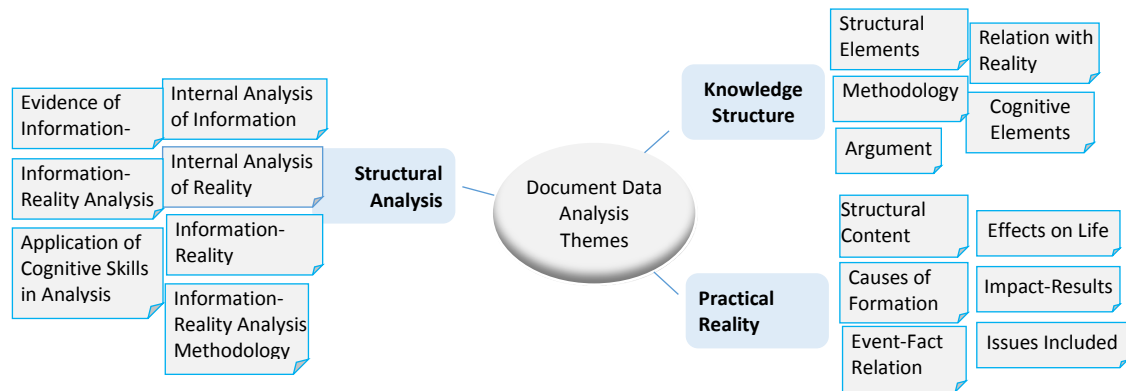 Evidence of
Information-
Internal Analysis
of Information
Information-
Reality Analysis
Internal Analysis
of Reality
Application of
Cognitive Skills
in Analysis
Information-
Reality
Information-
Reality Analysis
Methodology
Structural
Analysis
Document Data
Analysis
Themes
Knowledge
Structure
Structural
Elements
Relation with
Reality
Methodology
Cognitive
Elements
Argument
Practical
Reality
Structural
Content
Effects on Life
Causes of
Formation
Impact-Results
Event-Fact
Relation
Issues Included